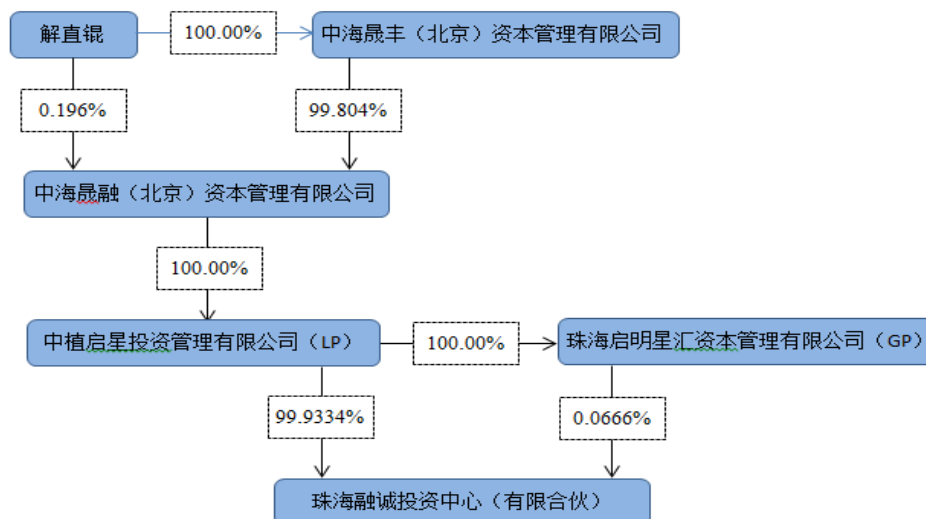 解直锟
100.00%
中海晟丰（北京）资本管理有限公司
0.196%
99.804%
中海晟融（北京）资本管理有限公司
100.00%
中植启星投资管理有限公司（LP）
100.00%
珠海启明星汇资本管理有限公司（GP）
99.9334%
0.0666%
珠海融诚投资中心（有限合伙）